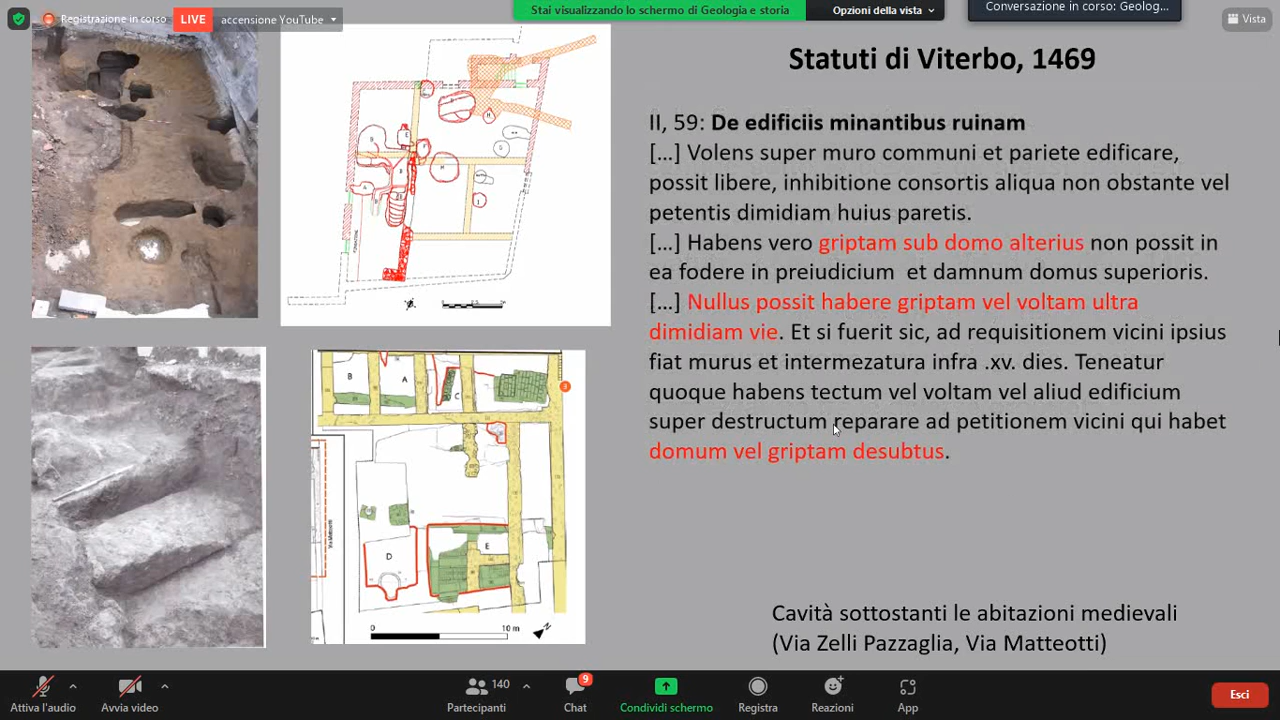 Registrazione in corso
LIVE
accensione YouTube
Stai visualizzando lo schermo di Geologia e storia
Opzioni della vista
Conversazione in corso: Geolog...
Vista
Statuti di Viterbo, 1469
II, 59: De edificiis minantibus ruinam
[…] Volens super muro communi et pariete edificare,
possit libere, inhibitione consortis aliqua non obstante vel
petentis dimidiam huius paretis.
[…] Habens vero griptam sub domo alterius non possit in
ea fodere in preiudicium et damnum domus superioris.
[…] Nullus possit habere griptam vel voltam ultra
dimidiam vie. Et si fuerit sic, ad requisitionem vicini ipsius
fiat murus et intermezatura infra .xv. dies. Teneatur
quoque habens tectum vel voltam vel aliud edificium
super destructum reparare ad petitionem vicini qui habet
domum vel griptam desubtus.
B
A
C
3
Via Matteotti
D
E
0
10 m
N
Cavità sottostanti le abitazioni medievali
(Via Zelli Pazzaglia, Via Matteotti)
Attiva l'audio
Avvia video
140
Partecipanti
9
Chat
Condividi schermo
Registra
Reazioni
App
Esci